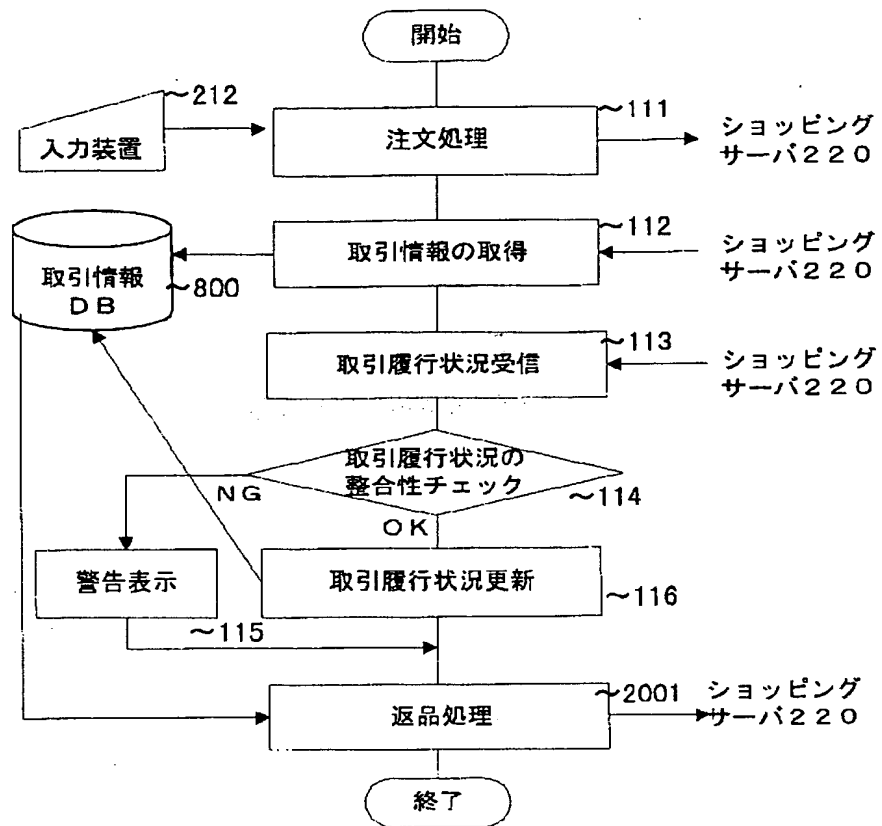 開始
～212
入力装置
注文処理
～111
ショッピング
サーバ２２０
取引情報
ＤＢ
～800
取引情報の取得
～112
ショッピング
サーバ２２０
取引履行状況受信
～113
ショッピング
サーバ２２０
取引履行状況の
整合性チェック
～114
ＮＧ
ＯＫ
警告表示
～115
取引履行状況更新
～116
返品処理
～2001
ショッピング
サーバ２２０
終了